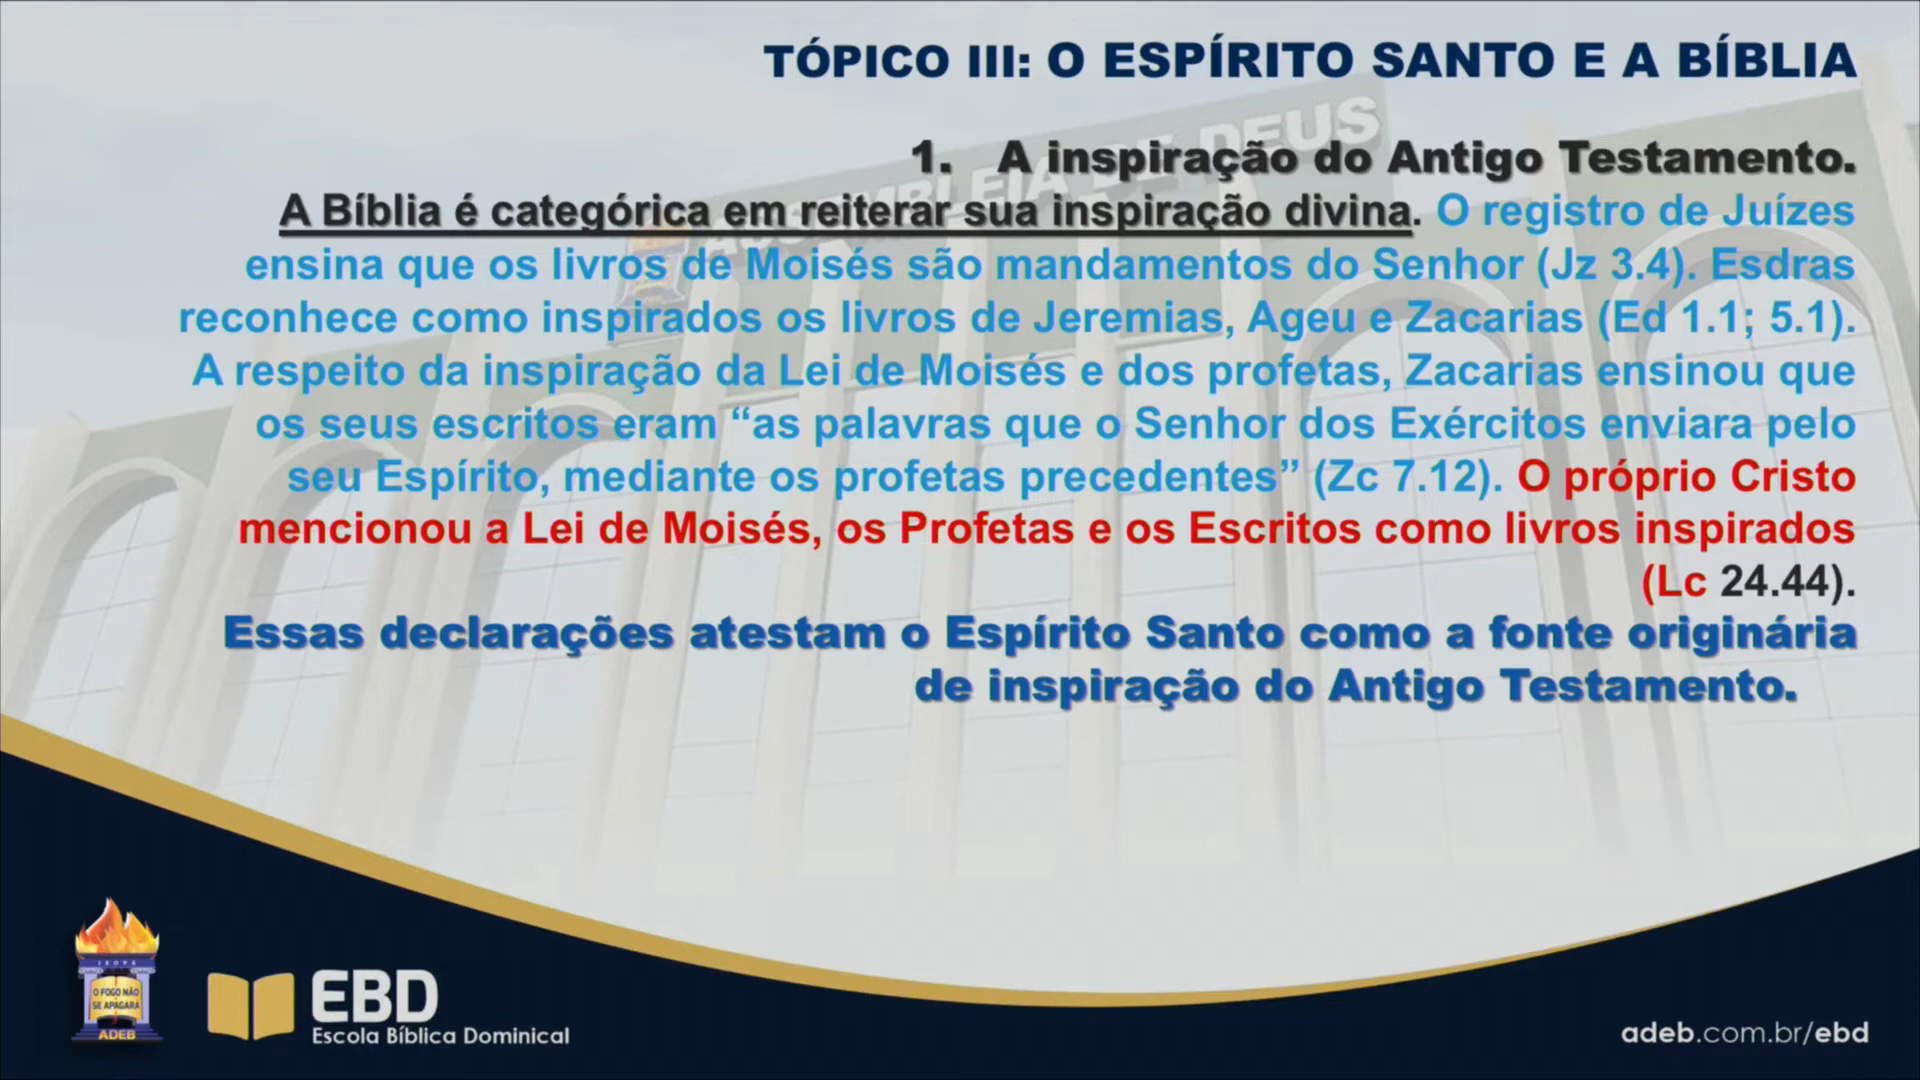 TÓPICO III: O ESPÍRITO SANTO E A BÍBLIA
ASSEMBLEIA DE DEUS
1. A inspiração do Antigo Testamento.
A Bíblia é categórica em reiterar sua inspiração divina. O registro de Juízes
ensina que os livros de Moisés são mandamentos do Senhor (Jz 3.4). Esdras
reconhece como inspirados os livros de Jeremias, Ageu e Zacarias (Ed 1.1; 5.1).
A respeito da inspiração da Lei de Moisés e dos profetas, Zacarias ensinou que
os seus escritos eram “as palavras que o Senhor dos Exércitos enviara pelo
seu Espírito, mediante os profetas precedentes” (Zc 7.12). O próprio Cristo
mencionou a Lei de Moisés, os Profetas e os Escritos como livros inspirados
(Lc 24.44).
Essas declarações atestam o Espírito Santo como a fonte originária
de inspiração do Antigo Testamento.
JEOVÁ
O FOGO NÃO
SE APAGARÁ
ADEB
EBD
Escola Bíblica Dominical
adeb.com.br/ebd